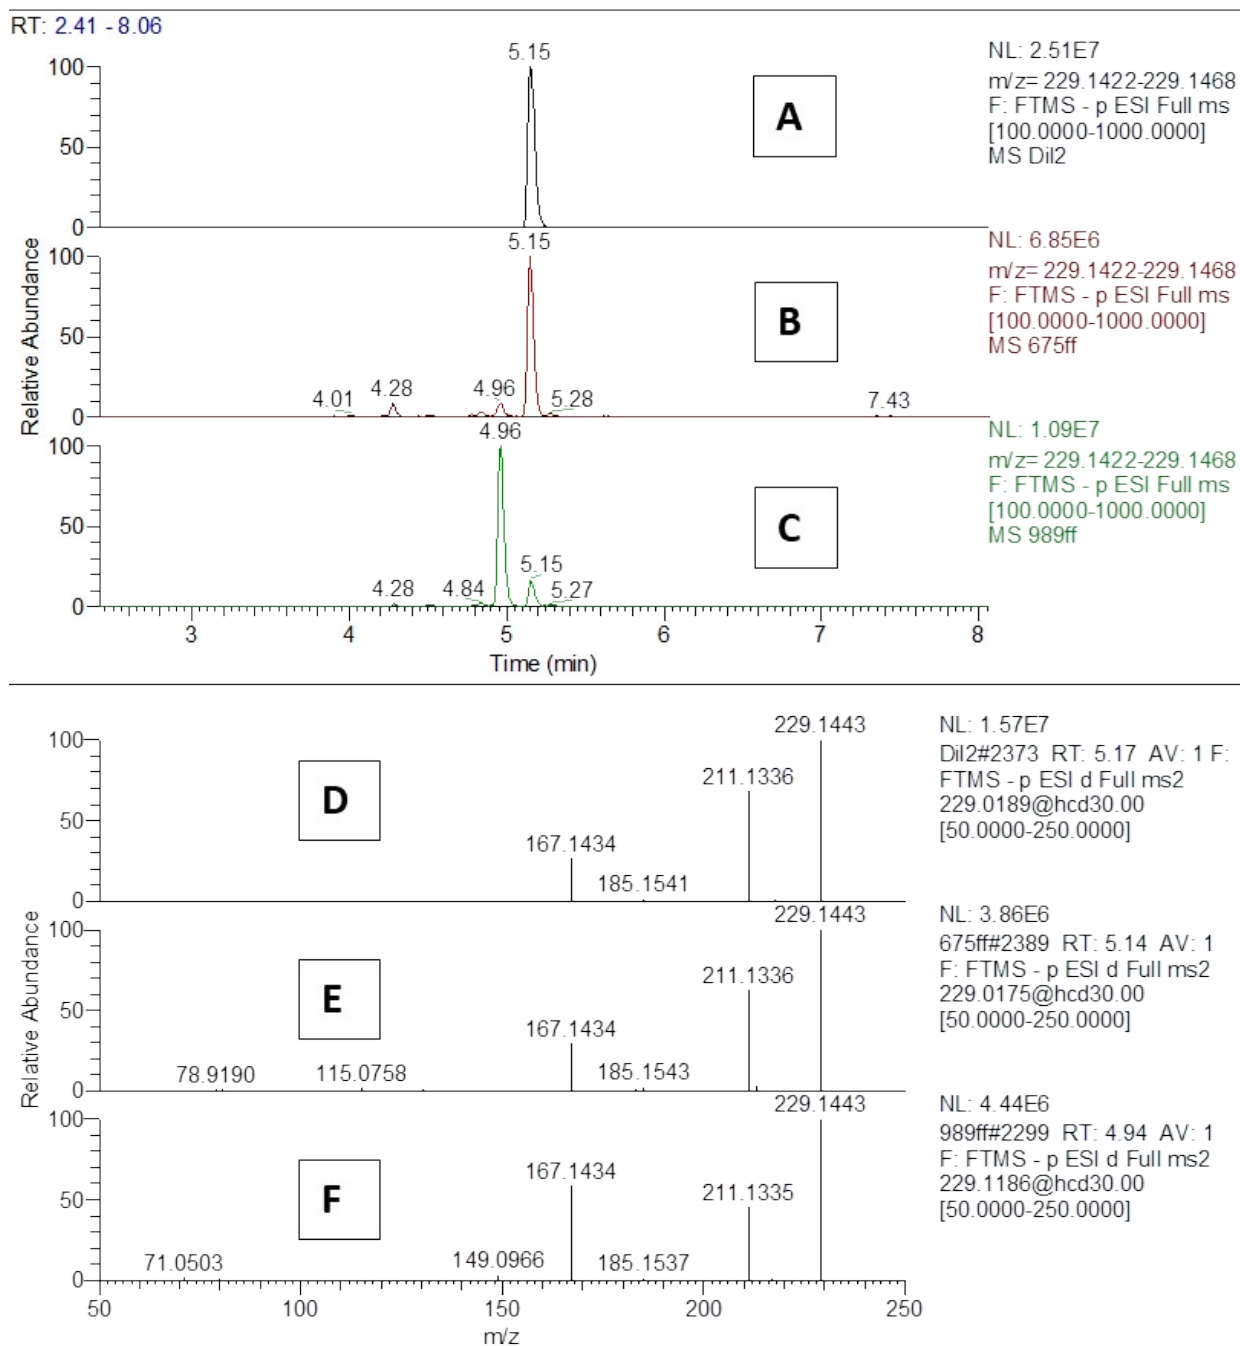 RT: 2.41 - 8.06
5.15
100
50
0
A
NL: 2.51E7
m/z= 229.1422-229.1468
F: FTMS - p ESI Full ms
[100.0000-1000.0000]
MS Dil2
5.15
100
50
0
4.01
4.28
4.96
5.28
7.43
B
NL: 6.85E6
m/z= 229.1422-229.1468
F: FTMS - p ESI Full ms
[100.0000-1000.0000]
MS 675ff
Relative Abundance
4.96
100
50
0
4.28
4.84
5.15
5.27
C
NL: 1.09E7
m/z= 229.1422-229.1468
F: FTMS - p ESI Full ms
[100.0000-1000.0000]
MS 989ff
3 4 5 6 7 8
Time (min)
229.1443
100
50
0
211.1336
167.1434
185.1541
D
NL: 1.57E7
Dil2#2373 RT: 5.17 AV: 1 F:
FTMS - p ESI d Full ms2
229.0189@hcd30.00
[50.0000-250.0000]
229.1443
100
50
0
211.1336
167.1434
78.9190
115.0758
185.1543
E
NL: 3.86E6
675ff#2389 RT: 5.14 AV: 1
F: FTMS - p ESI d Full ms2
229.0175@hcd30.00
[50.0000-250.0000]
Relative Abundance
229.1443
100
50
0
167.1434
211.1335
71.0503
149.0966
185.1537
F
NL: 4.44E6
989ff#2299 RT: 4.94 AV: 1
F: FTMS - p ESI d Full ms2
229.1186@hcd30.00
[50.0000-250.0000]
50 100 150 200 250
m/z